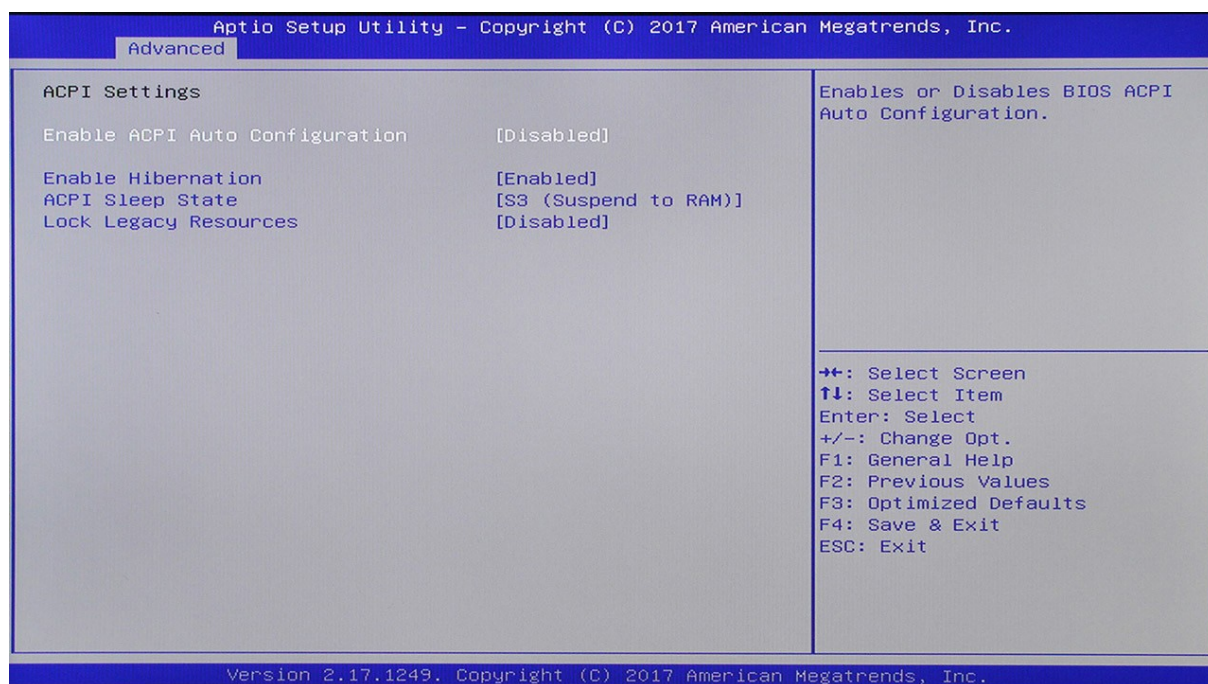 Aptio Setup Utility – Copyright (C) 2017 American Megatrends, Inc.
Advanced
ACPI Settings
Enable ACPI Auto Configuration [Disabled]
Enable Hibernation [Enabled]
ACPI Sleep State [S3 (Suspend to RAM)]
Lock Legacy Resources [Disabled]
Enables or Disables BIOS ACPI
Auto Configuration.
→←: Select Screen
↑↓: Select Item
Enter: Select
+/-: Change Opt.
F1: General Help
F2: Previous Values
F3: Optimized Defaults
F4: Save & Exit
ESC: Exit
Version 2.17.1249. Copyright (C) 2017 American Megatrends, Inc.